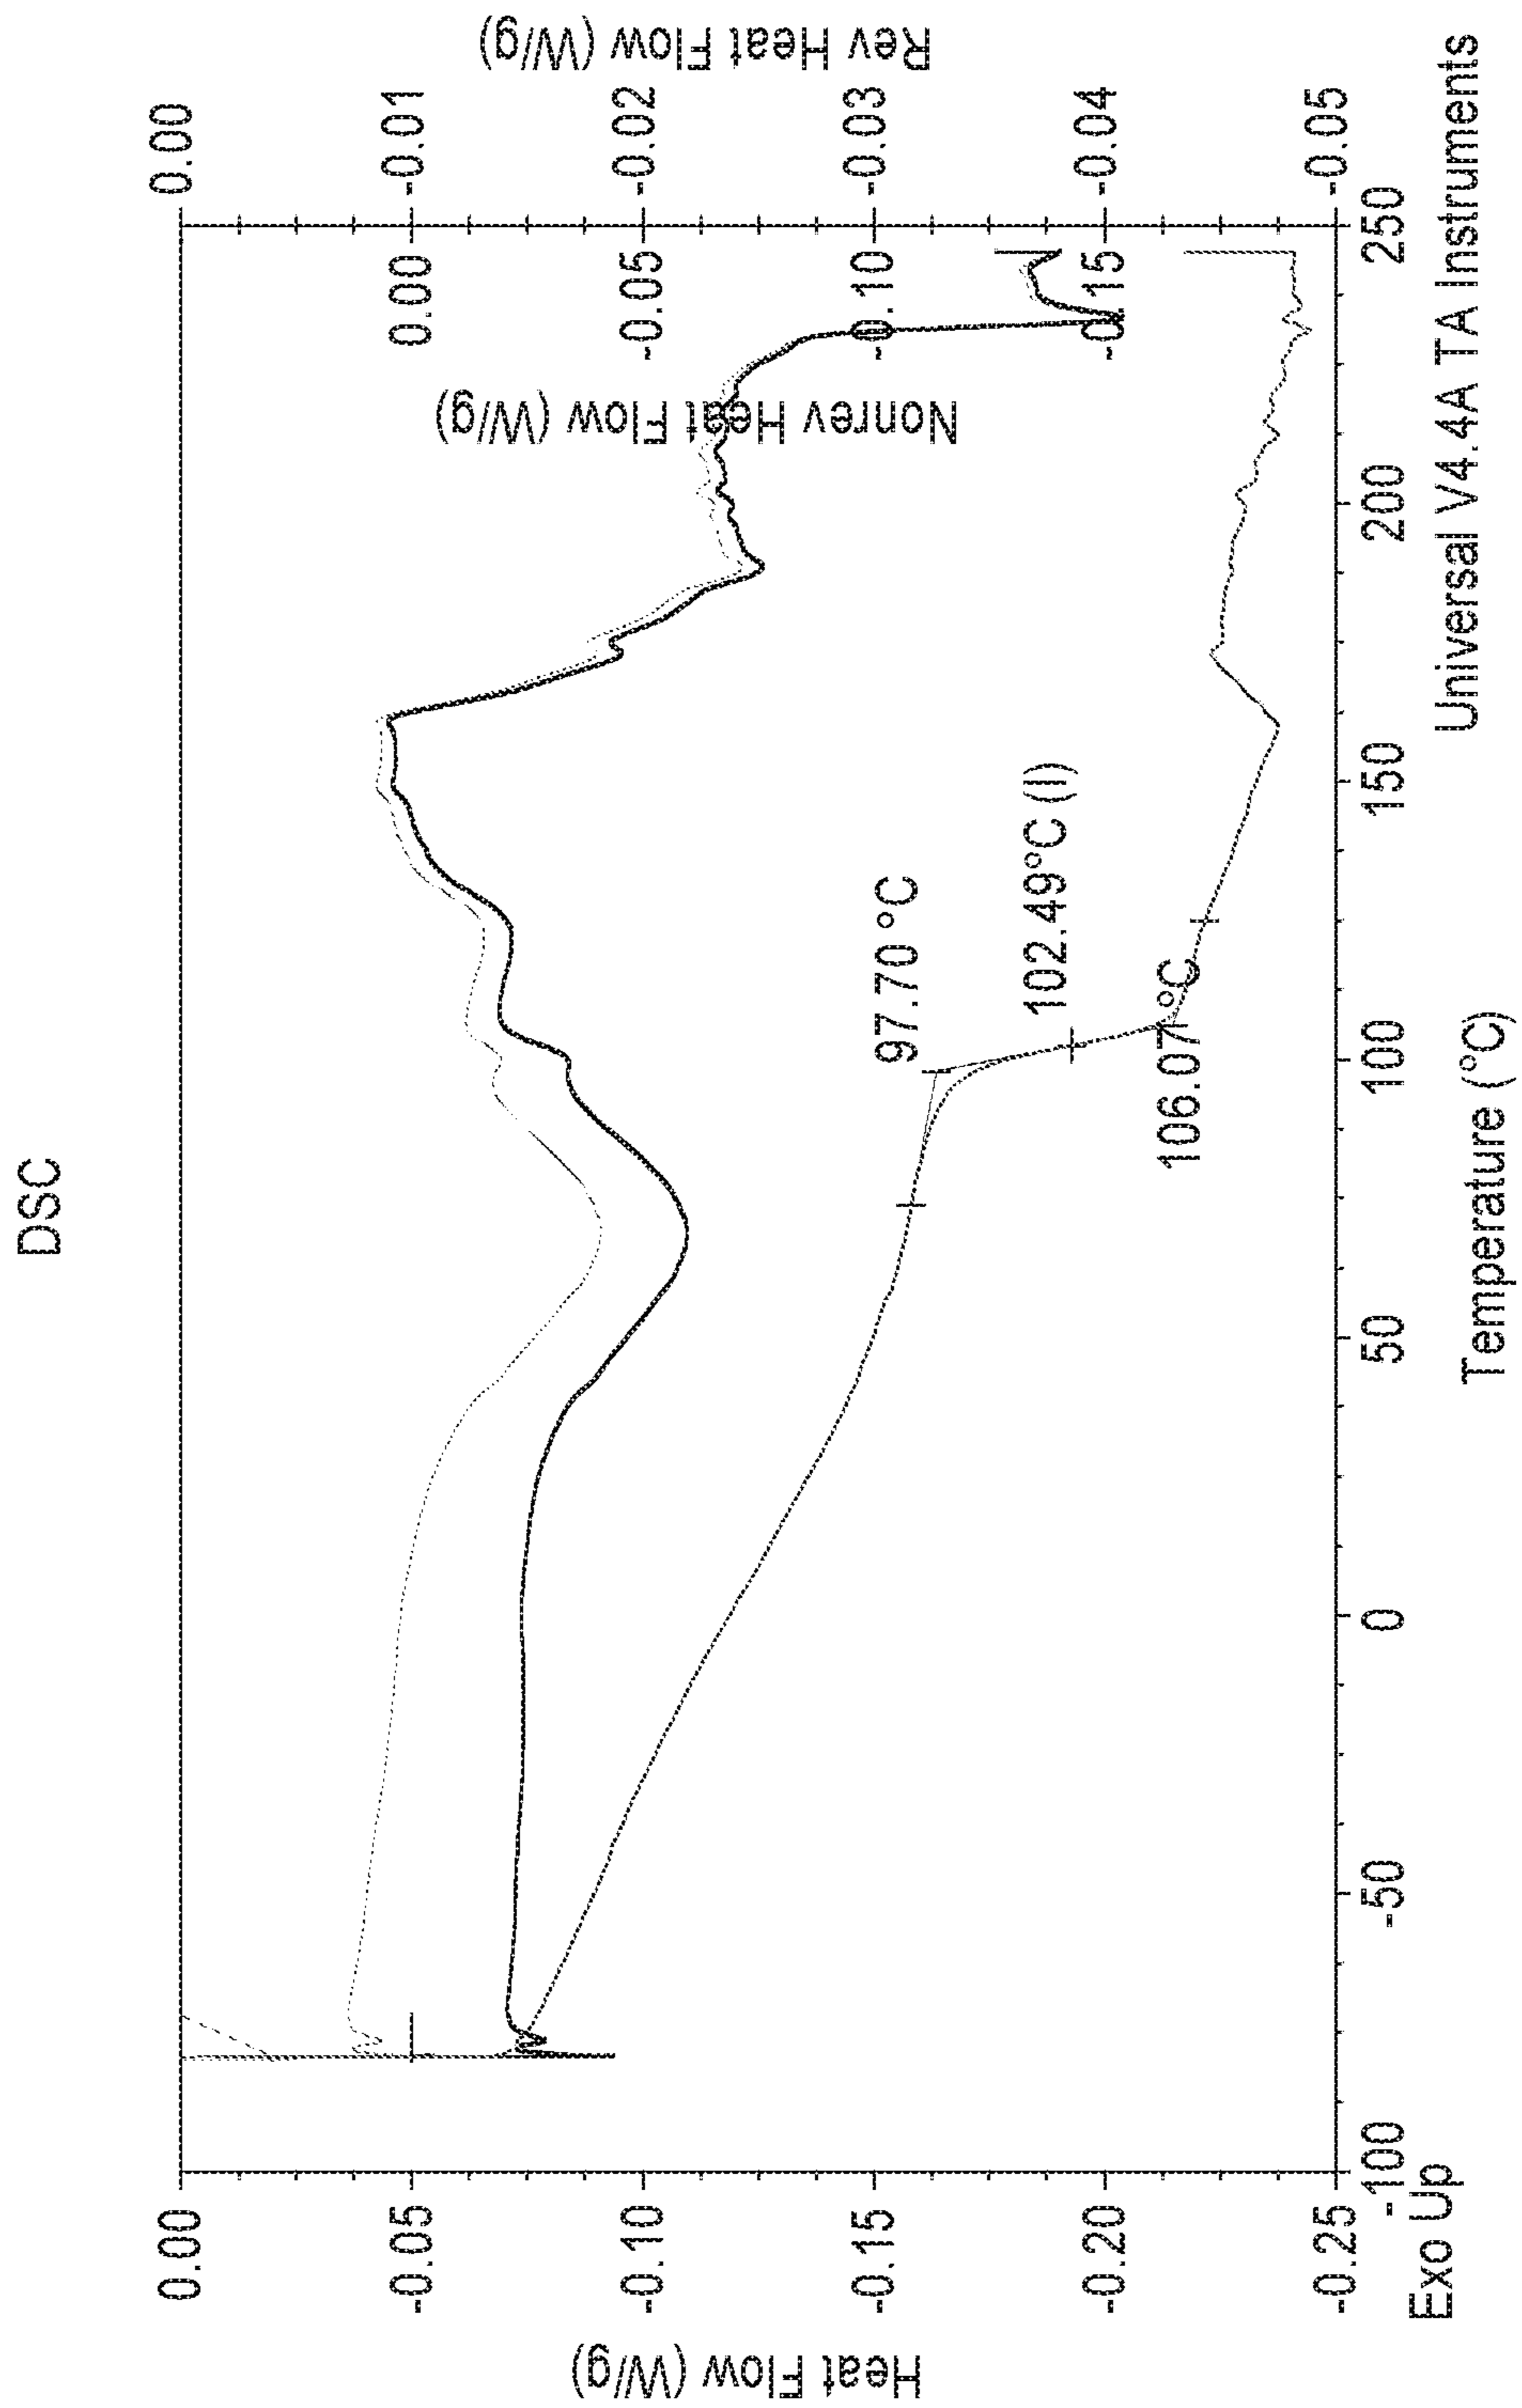 DSC
Heat Flow (W/g)
0.00
-0.05
-0.10
-0.15
-0.20
-0.25
Exo Up
-100
-50
0
50
100
150
200
250
Temperature (°C)
97.70 °C
102.49°C (I)
106.07°C
Nonrev Heat Flow (W/g)
0.00
-0.05
-0.10
-0.15
0.00
-0.01
-0.02
-0.03
-0.04
-0.05
Rev Heat Flow (W/g)
Universal V4.4A TA Instruments